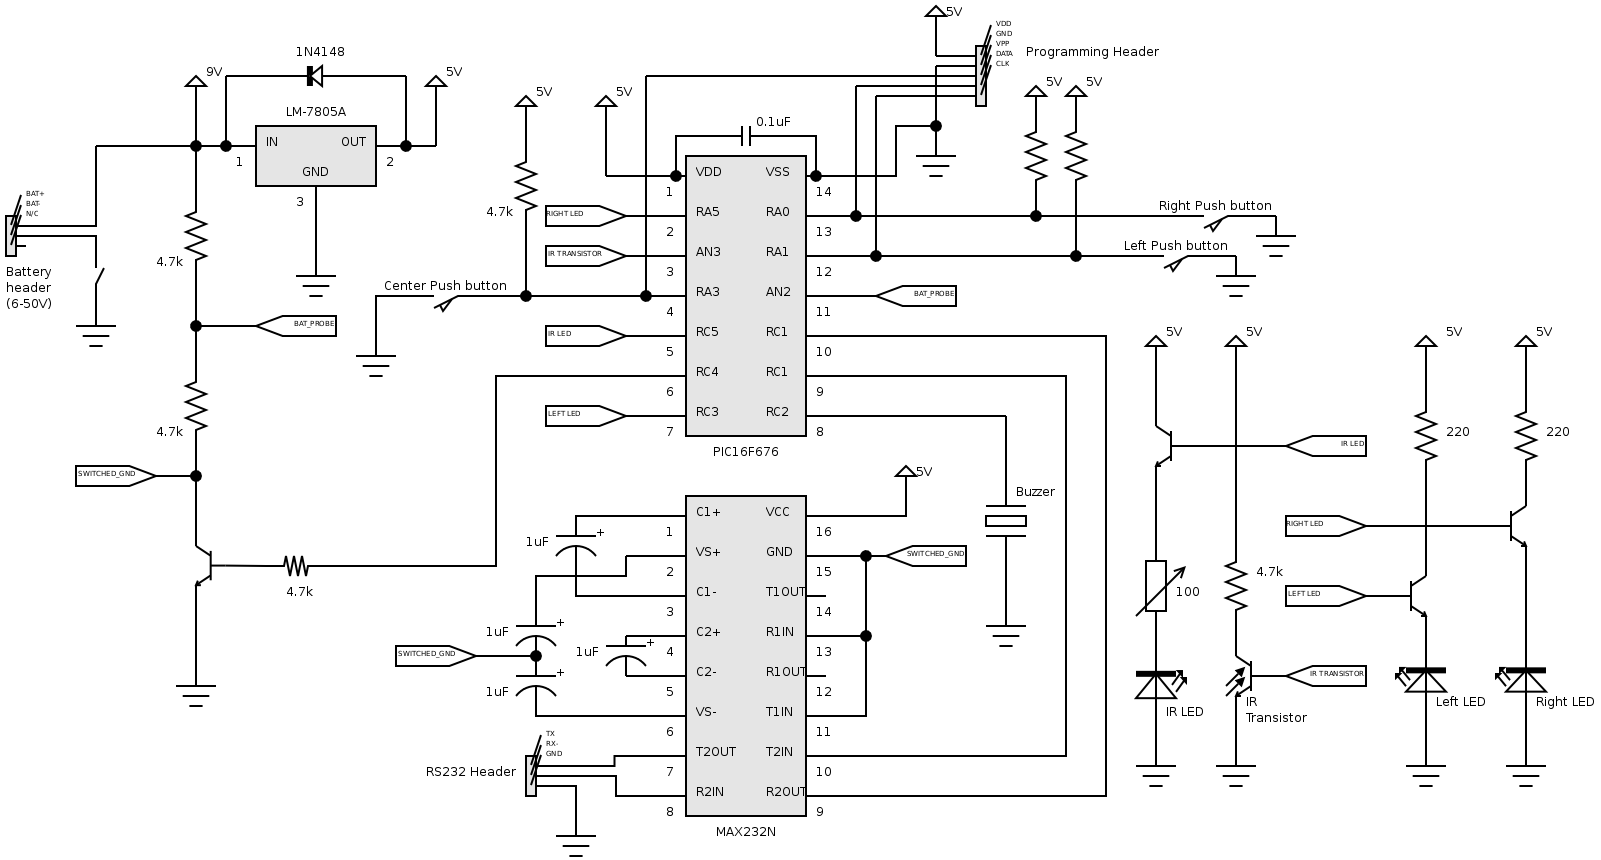 5V
VDD
GND
VPP
DATA
CLK
Programming Header
1N4148
9V
5V
LM-7805A
IN
OUT
GND
1
2
3
5V
5V
0.1uF
5V
5V
4.7k
BAT+
BAT-
N/C
Battery
header
(6-50V)
4.7k
BAT_PROBE
4.7k
SWITCHED_GND
4.7k
Center Push button
RIGHT LED
IR TRANSISTOR
IR LED
LEFT LED
VDD
VSS
1
14
RA5
RA0
2
13
AN3
RA1
3
12
RA3
AN2
4
11
RC5
RC1
5
10
RC4
RC1
6
9
RC3
RC2
7
8
PIC16F676
Right Push button
Left Push button
BAT_PROBE
5V
Buzzer
C1+
VCC
1
16
VS+
GND
2
15
C1-
T1OUT
3
14
C2+
R1IN
4
13
C2-
R1OUT
5
12
VS-
T1IN
6
11
T2OUT
T2IN
7
10
R2IN
R2OUT
8
9
MAX232N
SWITCHED_GND
1uF
+
1uF
+
1uF
+
1uF
+
SWITCHED_GND
TX
RX-
GND
RS232 Header
5V
5V
5V
5V
IR LED
220
220
RIGHT LED
LEFT LED
4.7k
100
IR TRANSISTOR
IR LED
IR
Transistor
Left LED
Right LED